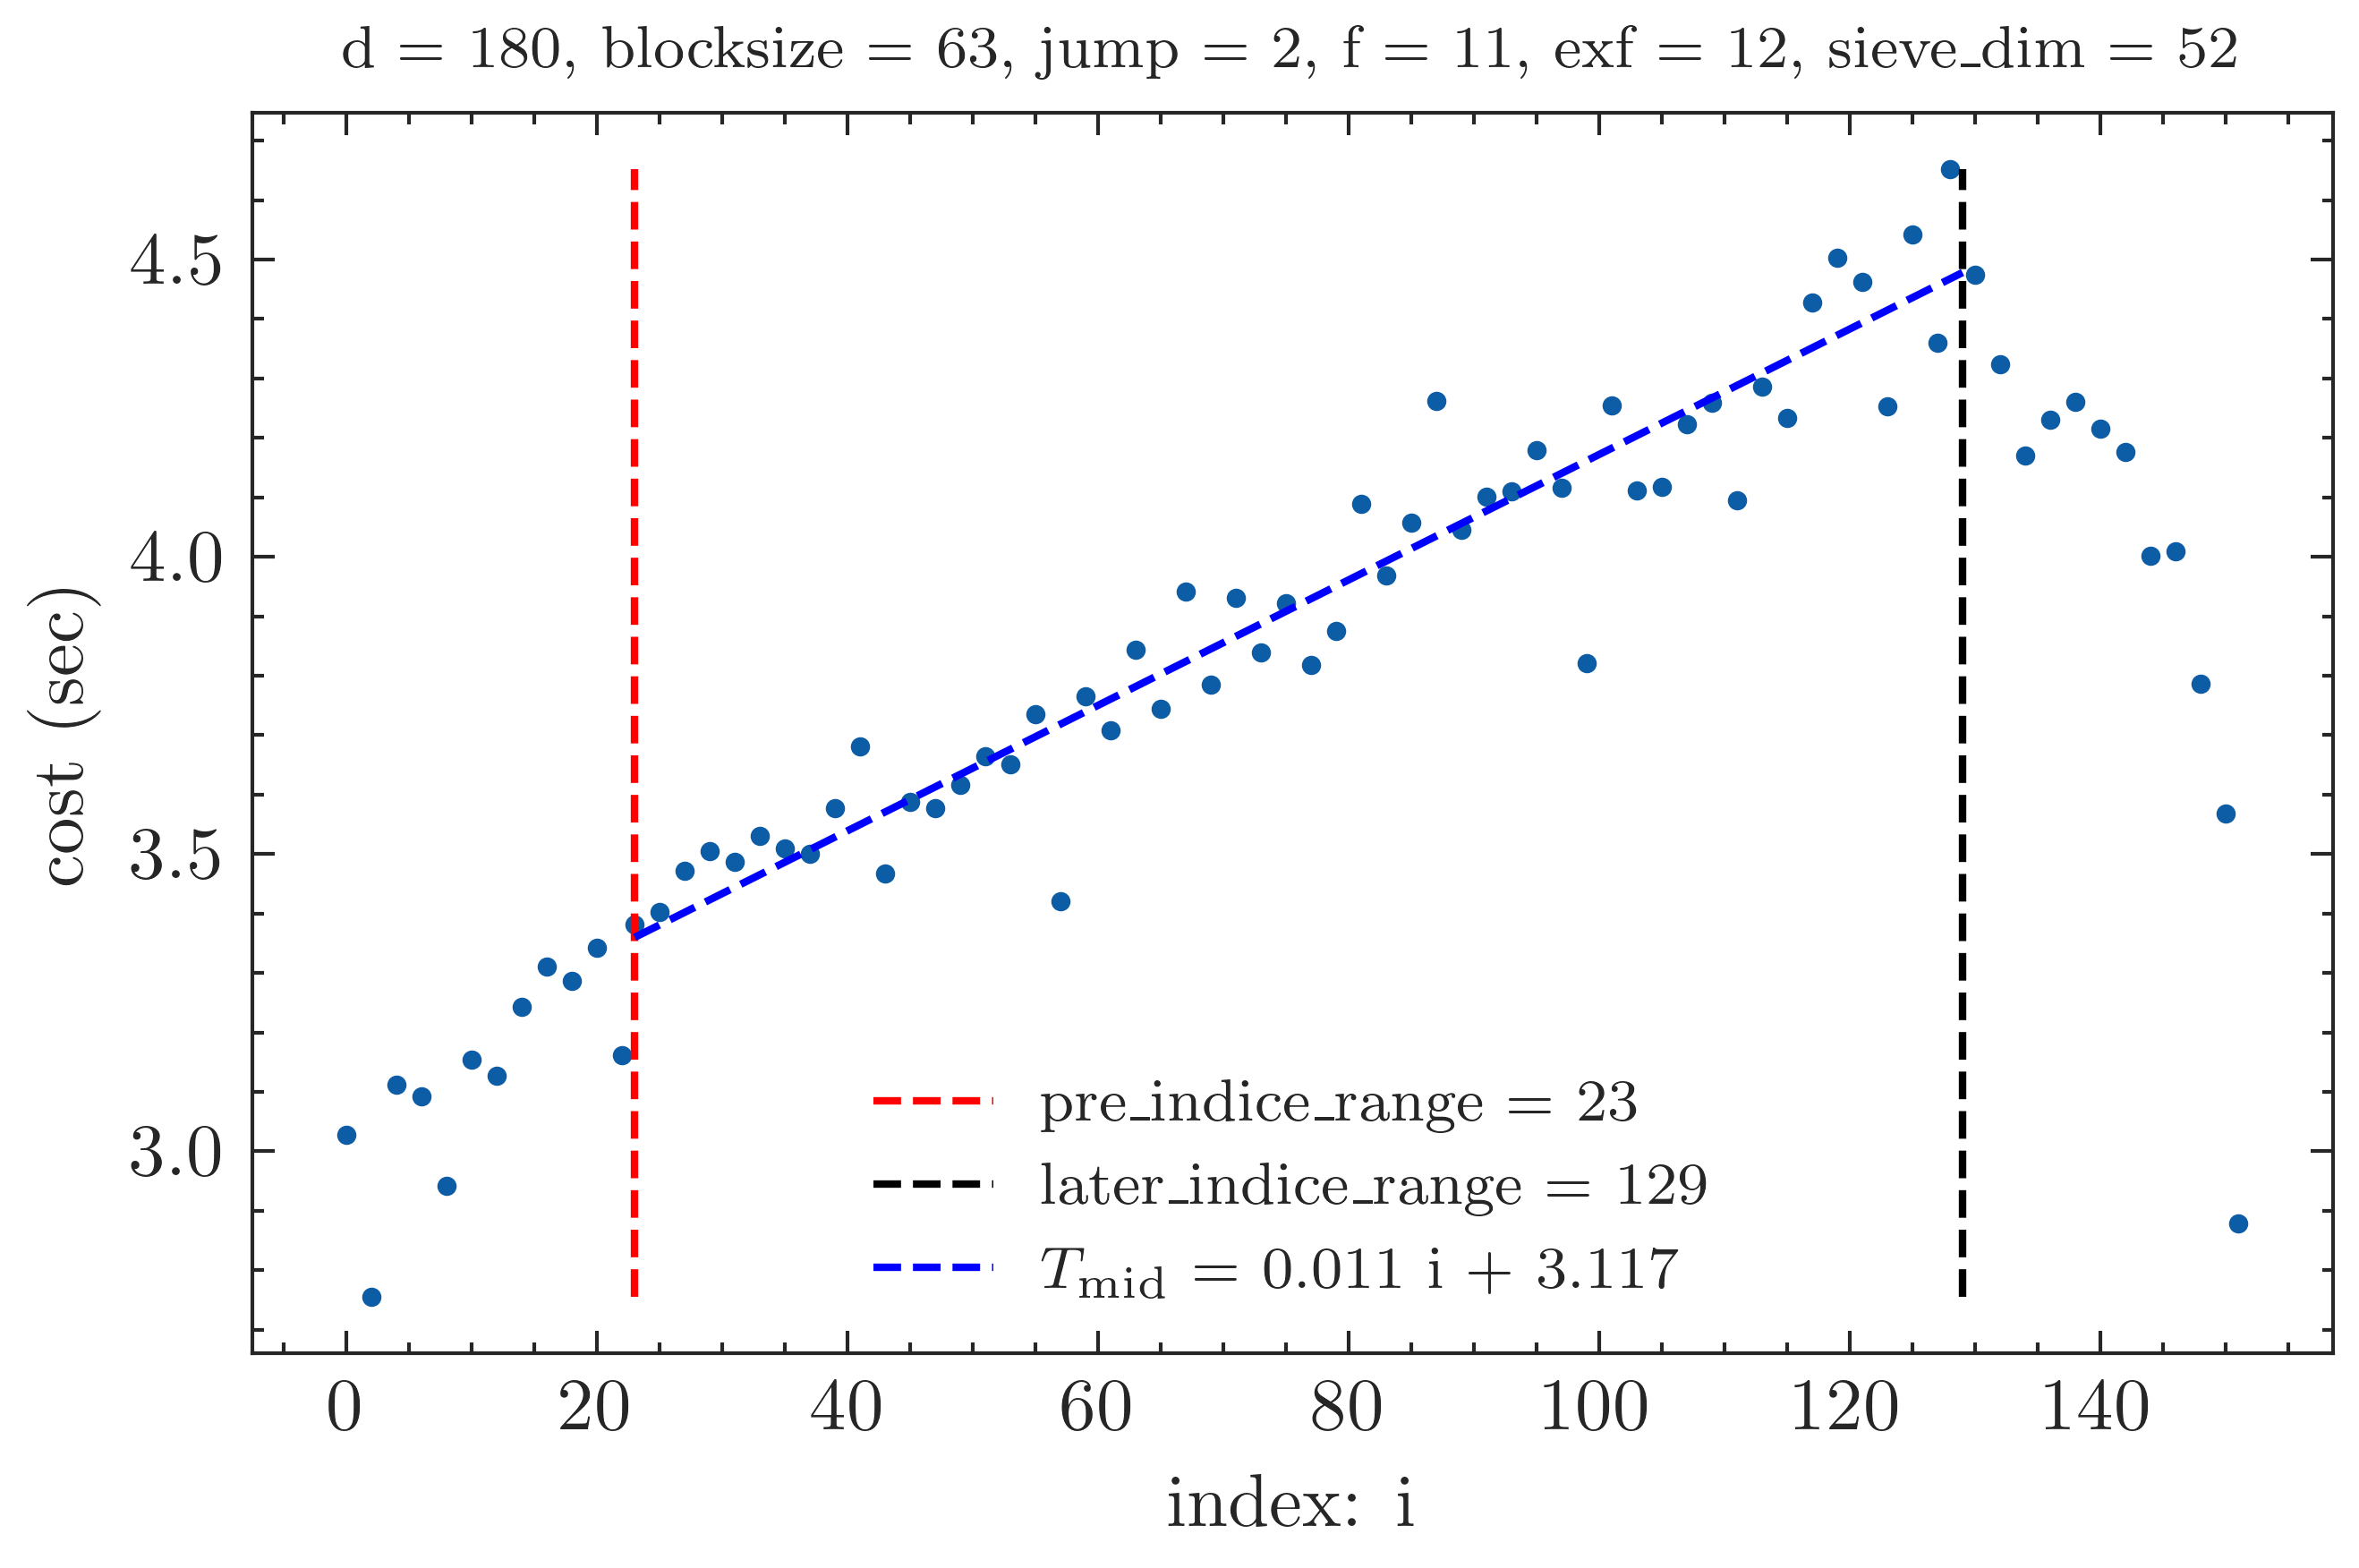 d = 180, blocksize = 63, jump = 2, f = 11, exf = 12, sieve_dim = 52
cost (sec)
4.5
4.0
3.5
3.0
pre_indice_range = 23
later_indice_range = 129
T_mid = 0.011 i + 3.117
0 20 40 60 80 100 120 140
index: i